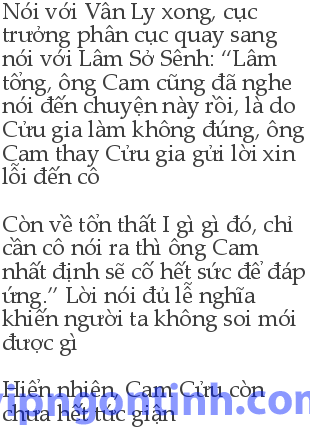 Nói với Vân Ly xong, cục
trưởng phân cục quay sang
nói với Lâm Sở Sênh: “Lâm
tổng, ông Cam cũng đã nghe
nói đến chuyện này rồi, là do
Cửu gia làm không đúng, ông
Cam thay Cửu gia gửi lời xin
lỗi đến cô
Còn về tổn thất I gì gì đó, chỉ
cần cô nói ra thì ông Cam
nhất định sẽ cố hết sức để đáp
ứng.” Lời nói đủ lễ nghĩa
khiến người ta không soi mói
được gì
Hiển nhiên, Cam Cửu còn
chưa hết tức giận
vipngontinh.com